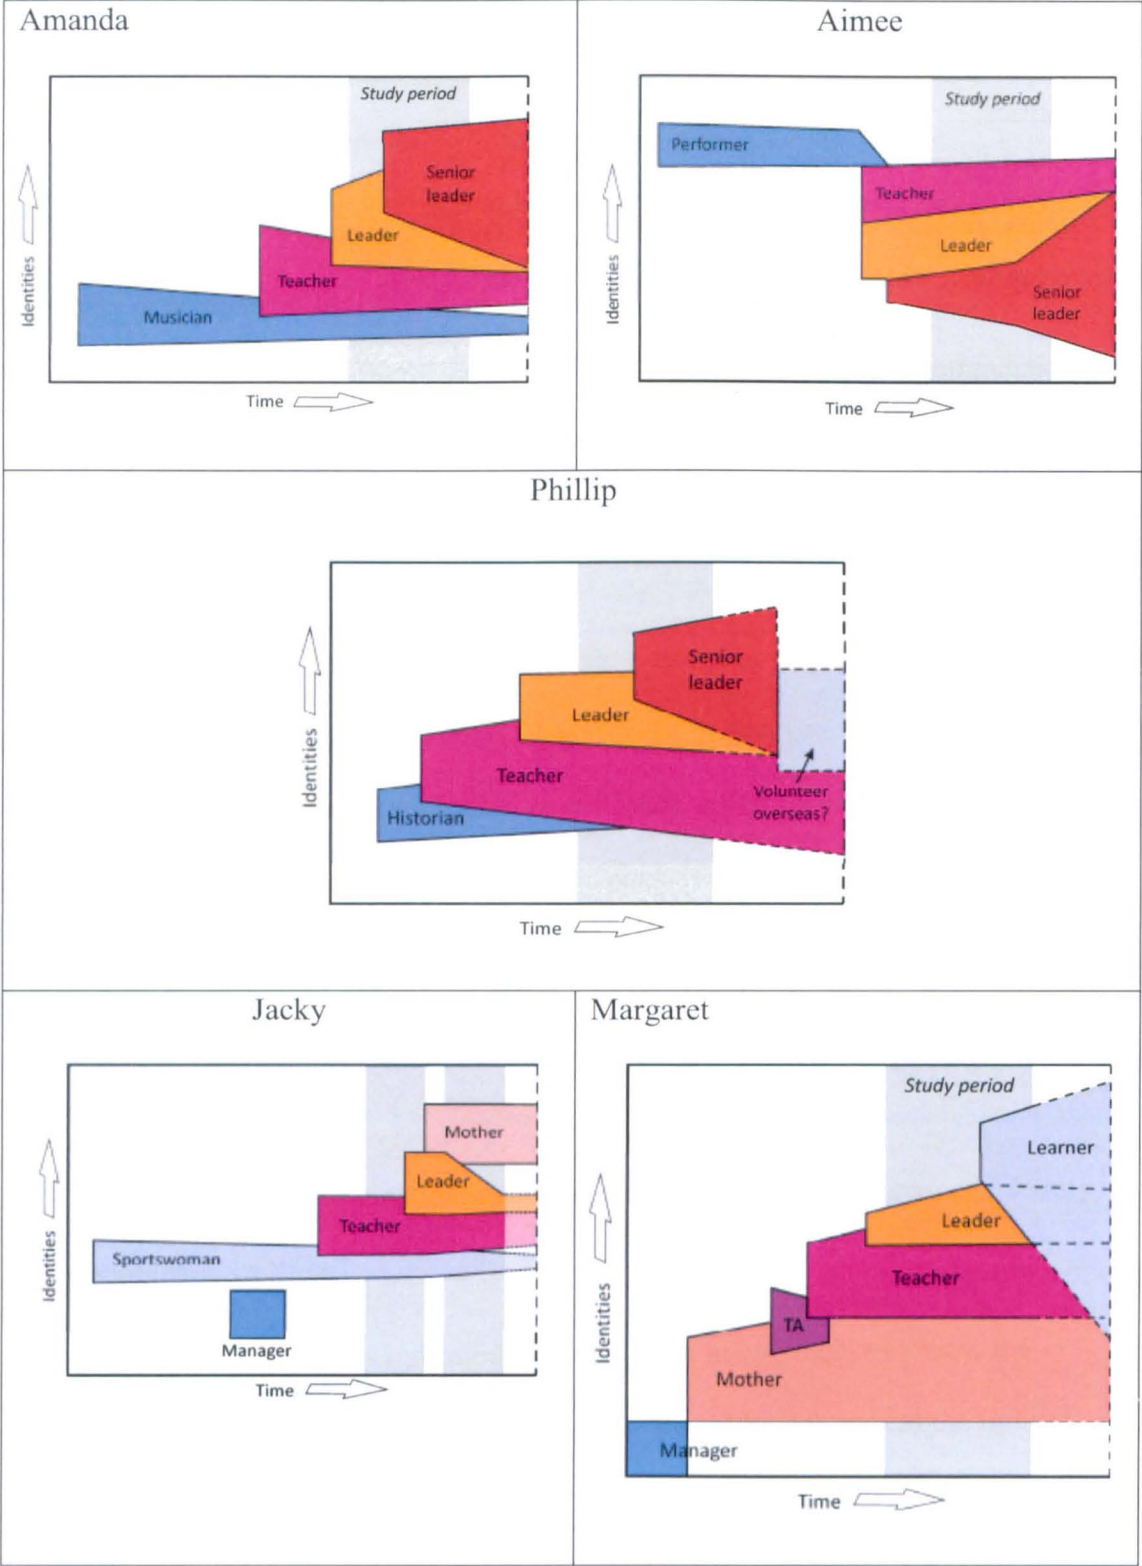 Amanda
Study period
Senior
leader
Leader
Teacher
Musician
Identities
Time
Aimee
Study period
Performer
Teacher
Leader
Senior
leader
Identities
Time
Phillip
Senior
leader
Leader
Teacher
Historian
Volunteer
overseas?
Identities
Time
Jacky
Mother
Leader
Teacher
Sportswoman
Manager
Identities
Time
Margaret
Study period
Learner
Leader
Teacher
TA
Mother
Manager
Identities
Time